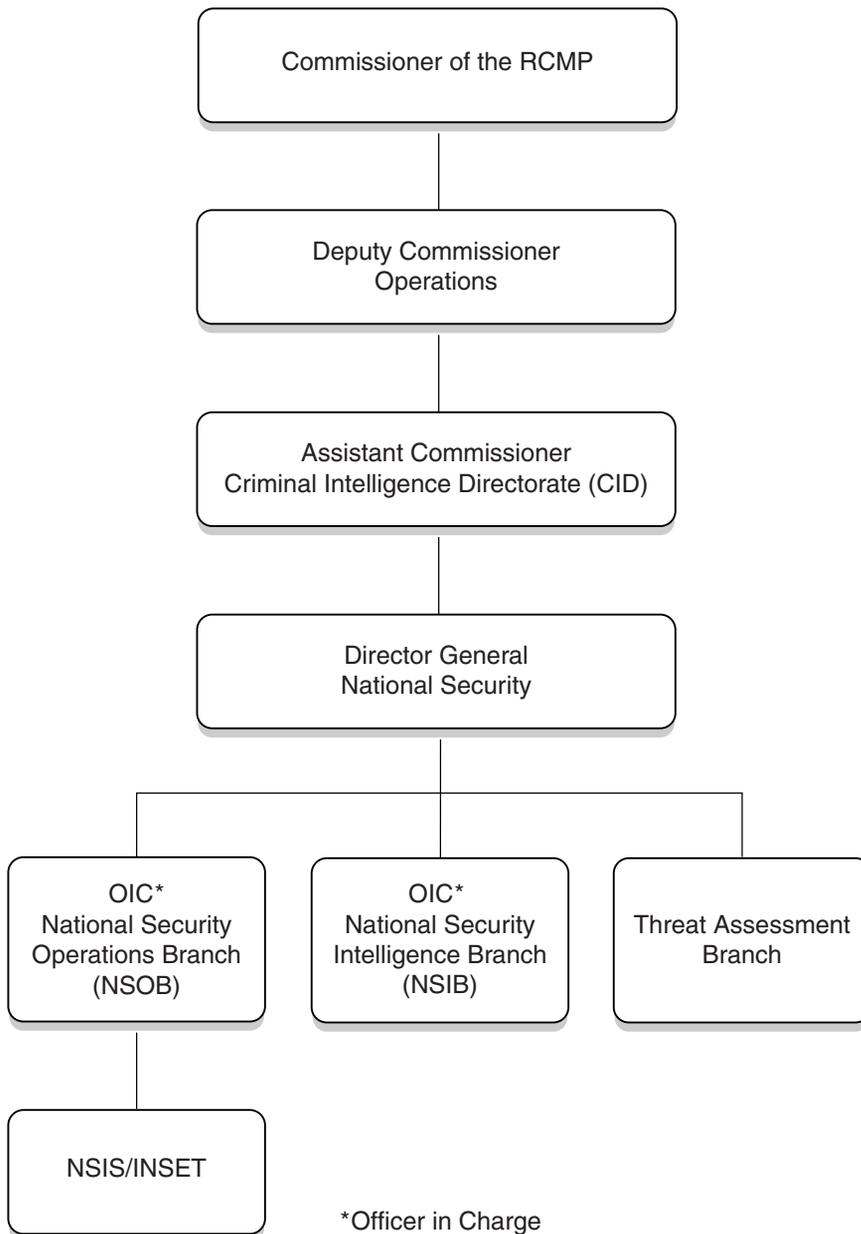 Commissioner of the RCMP
Deputy Commissioner
Operations
Assistant Commissioner
Criminal Intelligence Directorate (CID)
Director General
National Security
OIC*
National Security
Operations Branch
(NSOB)
OIC*
National Security
Intelligence Branch
(NSIB)
Threat Assessment
Branch
NSIS/INSET
*Officer in Charge